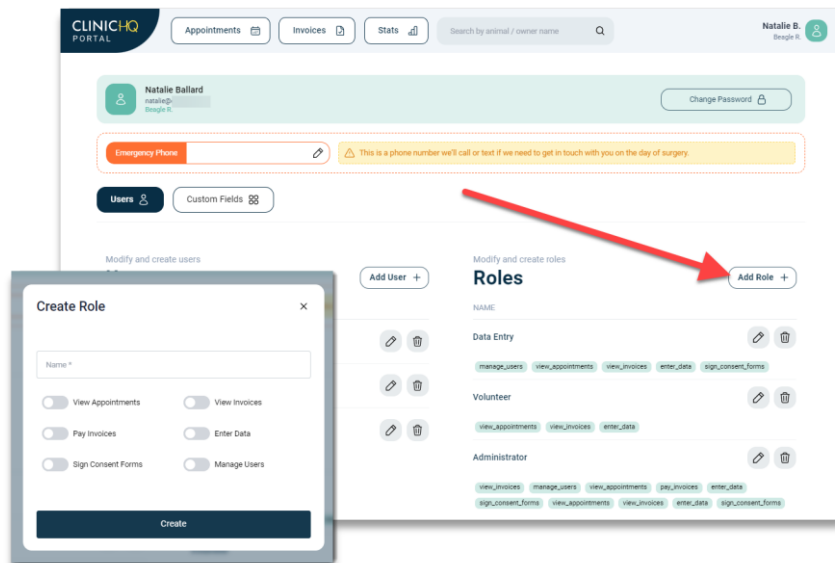 CLINICHQ
PORTAL
Appointments
Invoices
Stats
Search by animal / owner name
Natalie B.
Beagle R.
Natalie Ballard
natalie@
Beagle R.
Change Password
Emergency Phone
This is a phone number we'll call or text if we need to get in touch with you on the day of surgery.
Users
Custom Fields
Modify and create users
Add User +
Modify and create roles
Roles
Add Role +
NAME
Data Entry
manage_users view_appointments view_invoices enter_data sign_consent_forms
Volunteer
view_appointments view_invoices enter_data
Administrator
view_invoices manage_users view_appointments pay_invoices enter_data
sign_consent_forms view_appointments view_invoices enter_data sign_consent_forms
Create Role
Name *
View Appointments
View Invoices
Pay Invoices
Enter Data
Sign Consent Forms
Manage Users
Create